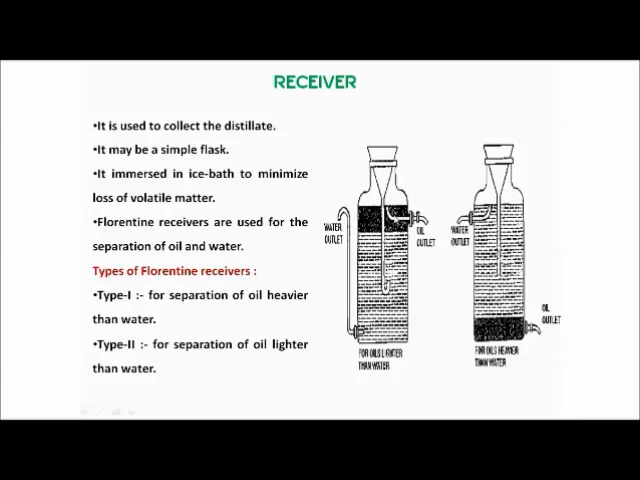 RECEIVER
•It is used to collect the distillate.
•It may be a simple flask.
•It immersed in ice-bath to minimize
loss of volatile matter.
•Florentine receivers are used for the
separation of oil and water.
Types of Florentine receivers :
•Type-I :- for separation of oil heavier
than water.
•Type-II :- for separation of oil lighter
than water.
WATER
OUTLET
OIL
OUTLET
FOR OILS LIGHTER
THAN WATER
WATER
OUTLET
OIL
OUTLET
FOR OILS HEAVIER
THAN WATER